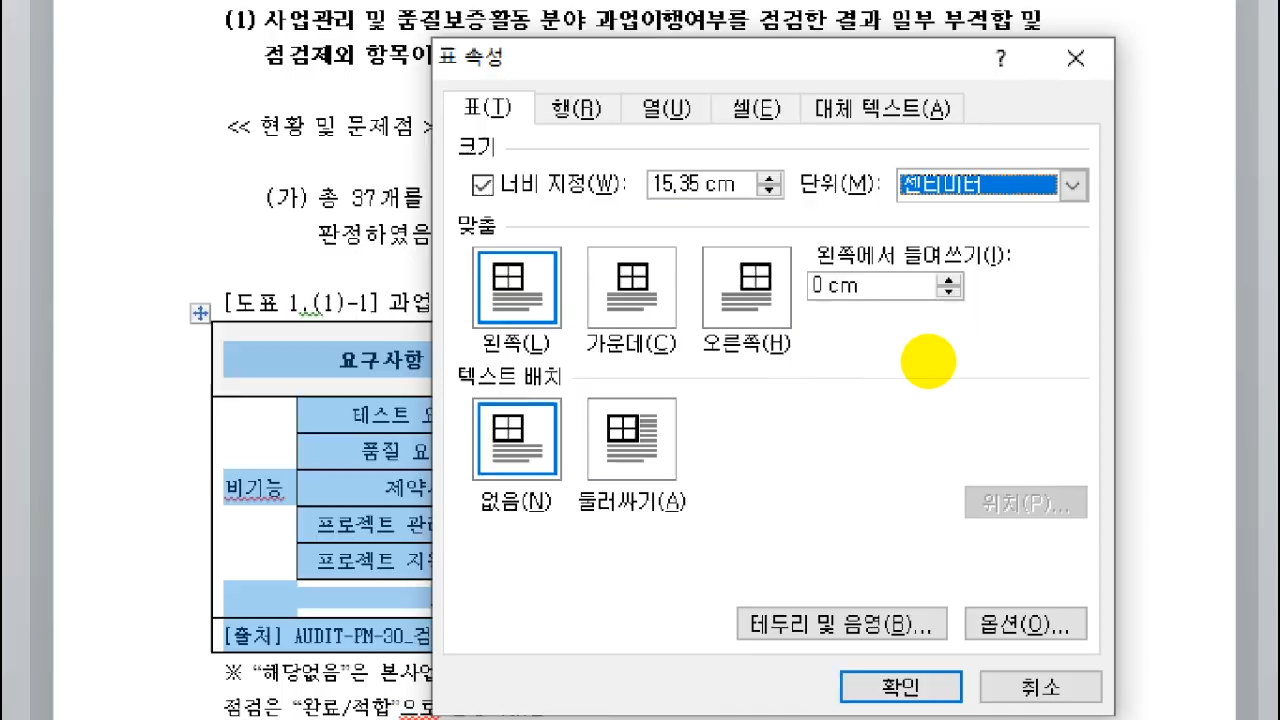 (1) 사업관리 및 품질보증활동 분야 과업이행여부를 점검한 결과 일부 부적합 및
점검제외 항목이
<< 현황 및 문제점 >
(가) 총 37개를
판정하였음
[도표 1.(1)-1] 과업
요구사항
테스트 요
품질 요
비기능
제약
프로젝트 관리
프로젝트 지원
[출처] AUDIT-PM-30_검
※ “해당없음”은 본사업
점검은 “완료/적합”으로
표 속성
?
표(T) 행(R) 열(U) 셀(E) 대체 텍스트(A)
크기
너비 지정(W): 15.35 cm 단위(M): 센티미터
맞춤
왼쪽에서 들여쓰기(I):
0 cm
왼쪽(L) 가운데(C) 오른쪽(H)
텍스트 배치
없음(N) 둘러싸기(A)
위치(P)...
테두리 및 음영(B)... 옵션(O)...
확인 취소